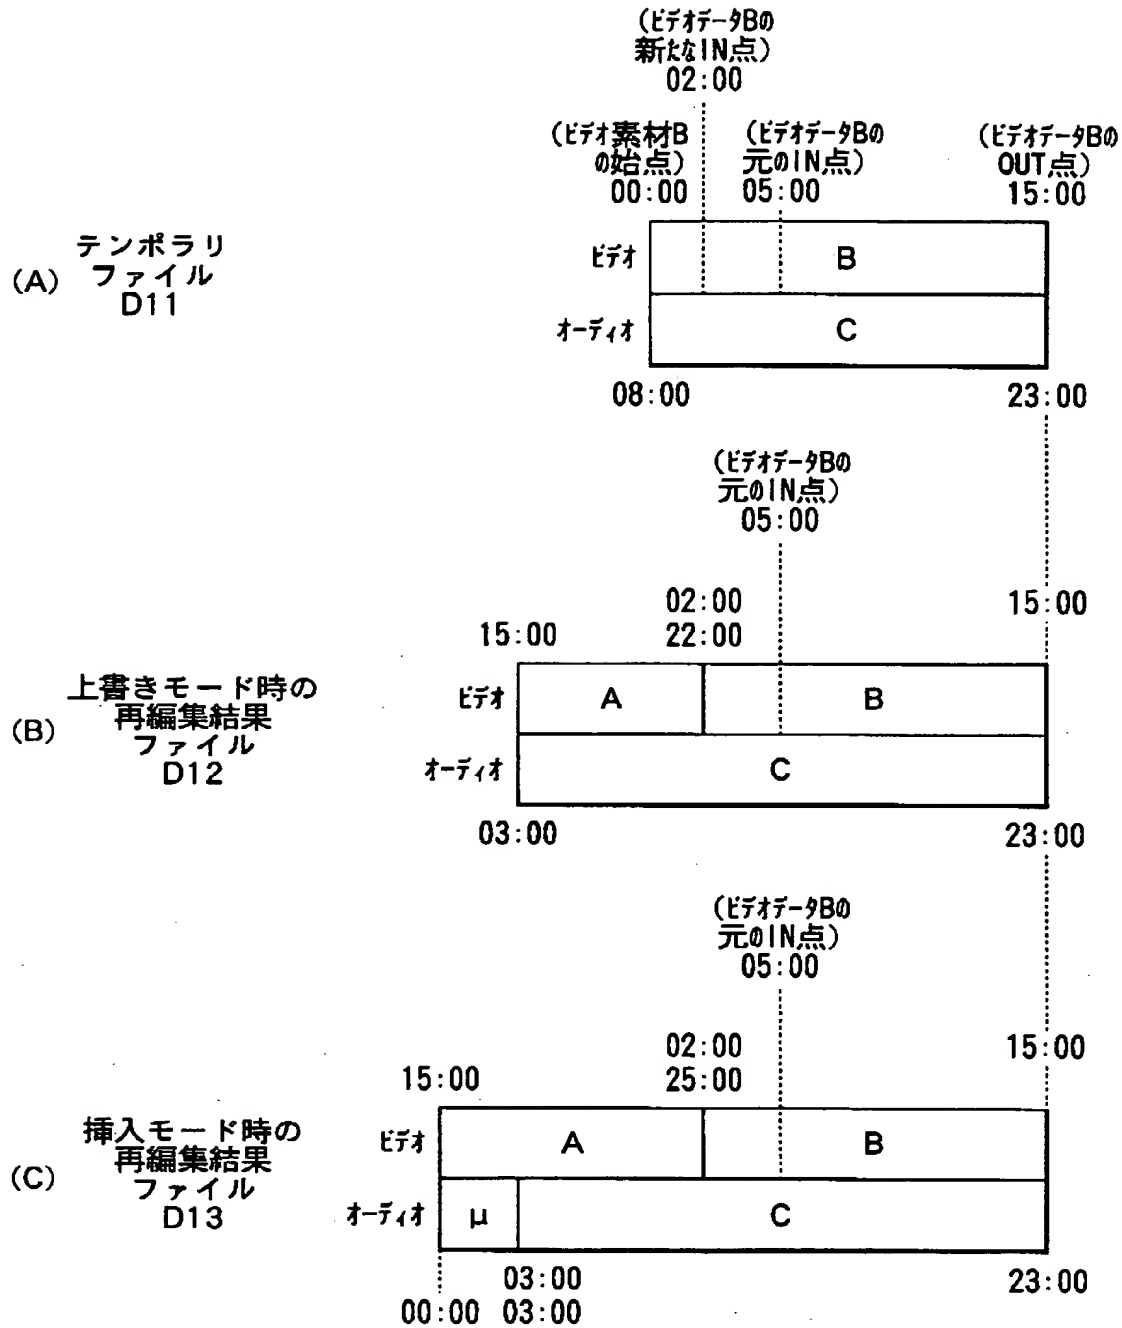 (ビデオデータBの
新たなIN点)
02:00
(ビデオ素材B
の始点)
00:00
(ビデオデータBの
元のIN点)
05:00
(ビデオデータBの
OUT点)
15:00
(A)
テンポラリ
ファイル
D11
ビデオ
B
オーディオ
C
08:00
23:00
(ビデオデータBの
元のIN点)
05:00
15:00
02:00
22:00
15:00
(B)
上書きモード時の
再編集結果
ファイル
D12
ビデオ
A
B
オーディオ
C
03:00
23:00
(ビデオデータBの
元のIN点)
05:00
15:00
02:00
25:00
15:00
(C)
挿入モード時の
再編集結果
ファイル
D13
ビデオ
A
B
オーディオ
μ
C
03:00
23:00
00:00 03:00